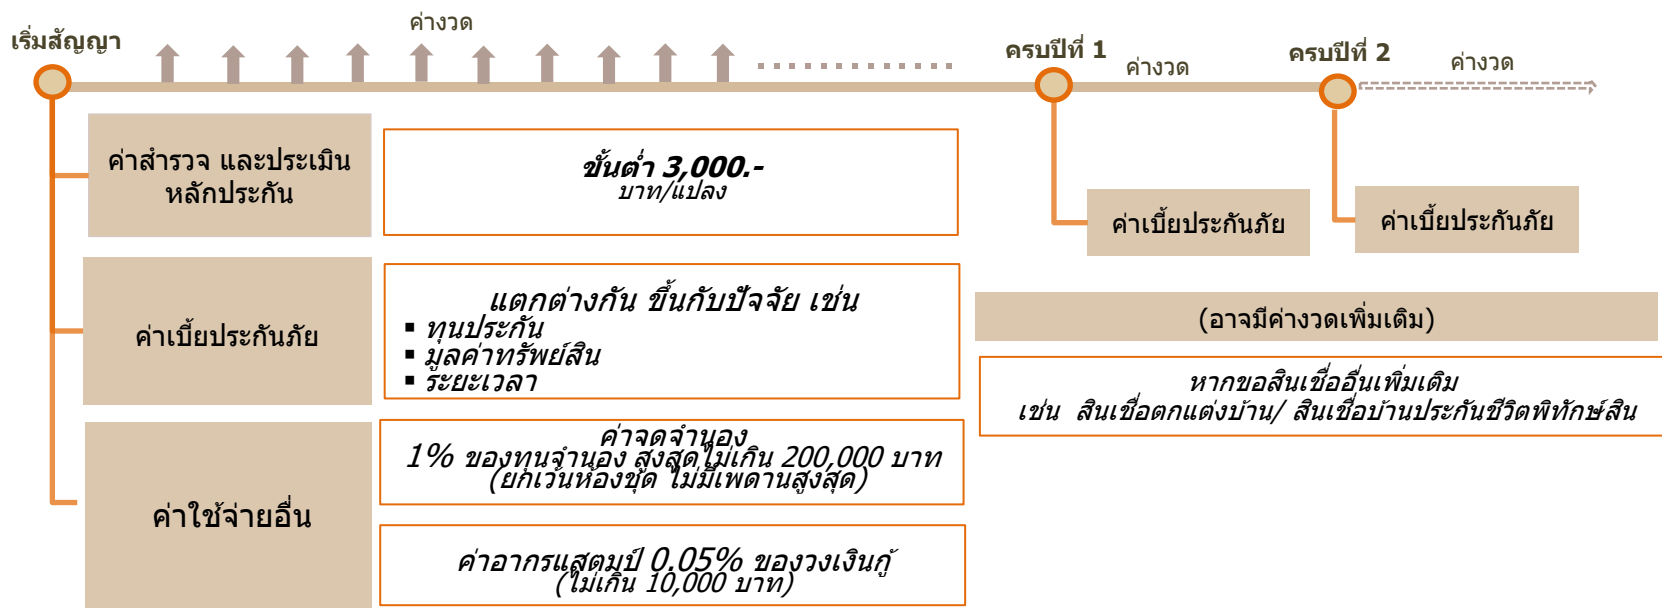 ค่างวด
เริ่มสัญญา
ครบปีที่ 1
ค่างวด
ครบปีที่ 2
ค่างวด
ค่าสำรวจ และประเมิน
หลักประกัน
ขั้นต่ำ 3,000.-
บาท/แปลง
ค่าเบี้ยประกันภัย
ค่าเบี้ยประกันภัย
ค่าเบี้ยประกันภัย
แตกต่างกัน ขึ้นกับปัจจัย เช่น
▪ ทุนประกัน
▪ มูลค่าทรัพย์สิน
▪ ระยะเวลา
(อาจมีค่างวดเพิ่มเติม)
หากขอสินเชื่ออื่นเพิ่มเติม
เช่น สินเชื่อตกแต่งบ้าน/ สินเชื่อบ้านประกันชีวิตพิทักษ์สิน
ค่าใช้จ่ายอื่น
ค่าจดจำนอง
1% ของทุนจำนอง สูงสุดไม่เกิน 200,000 บาท
(ยกเว้นห้องชุด ไม่มีเพดานสูงสุด)
ค่าอากรแสตมป์ 0.05% ของวงเงินกู้
(ไม่เกิน 10,000 บาท)